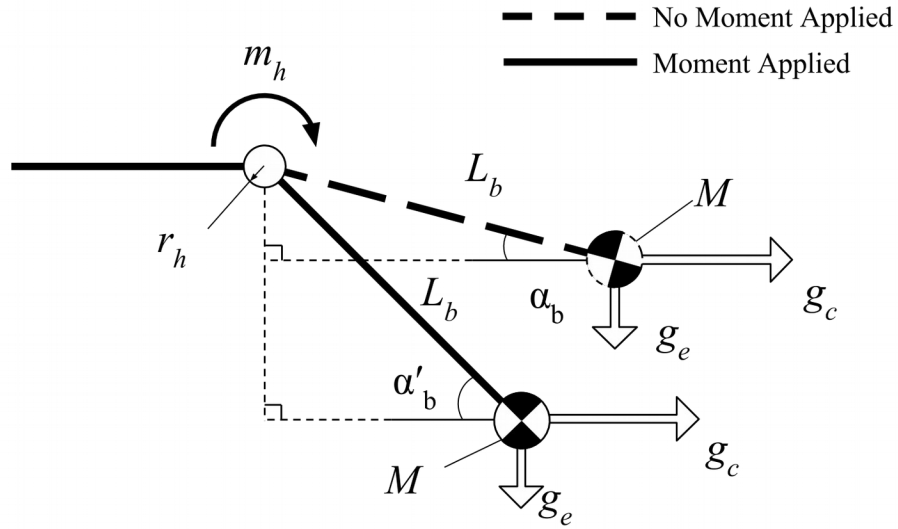 No Moment Applied
Moment Applied
m_h
L_b
M
r_h
α_b
g_c
g_e
L_b
α'_b
M
g_c
g_e